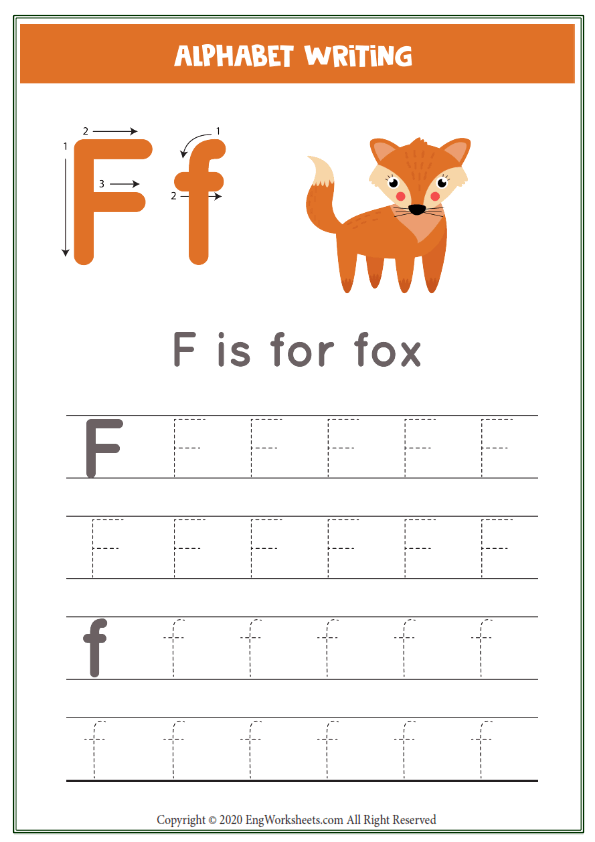 ALPHABET WRITING
2 1
1
F f
3
2
F is for fox
F F F F F F
F F F F F F
f f f f f f
f f f f f f
Copyright © 2020 EngWorksheets.com All Right Reserved